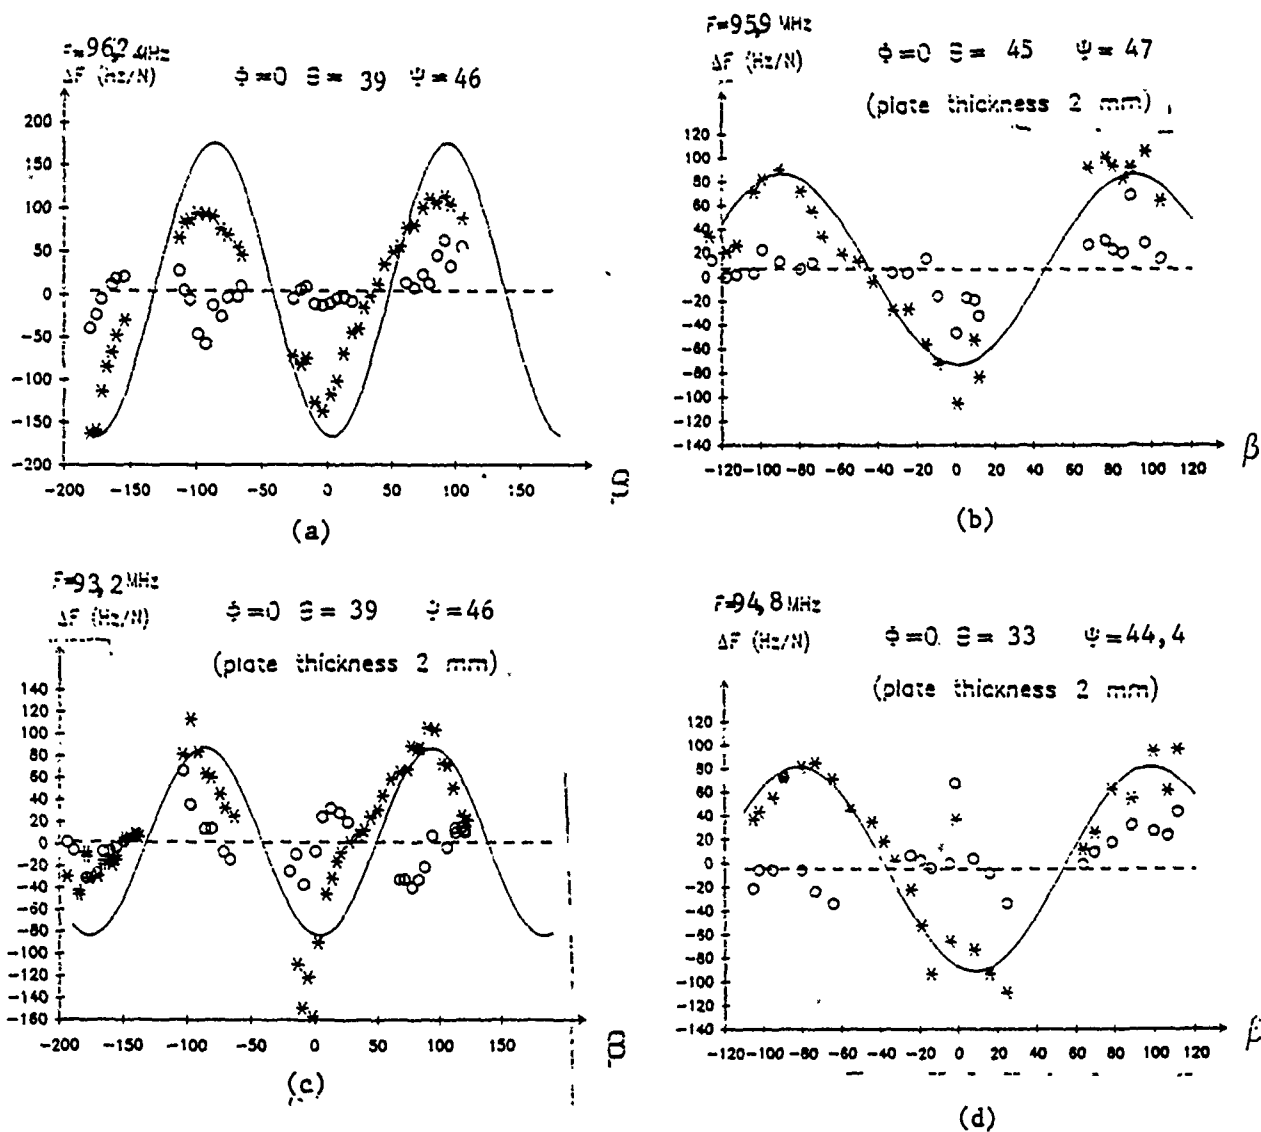 F=96,2 MHz
ΔF (Hz/N)
Φ=0 Θ= 39 Ψ=46
200
150
100
50
0
-50
-100
-150
-200
-200 -150 -100 -50 0 50 100 150
(a)
F=95,9 MHz
ΔF (Hz/N)
Φ=0 Θ= 45 Ψ= 47
(plate thickness 2 mm)
120
100
80
60
40
20
0
-20
-40
-60
-80
-100
-120
-140
-120 -100 -80 -60 -40 -20 0 20 40 60 80 100 120
β
(b)
F=93,2 MHz
ΔF (Hz/N)
Φ=0 Θ= 39 Ψ=46
(plate thickness 2 mm)
140
120
100
80
60
40
20
0
-20
-40
-60
-80
-100
-120
-140
-160
-200 -150 -100 -50 0 50 100 150
(c)
F=94,8 MHz
ΔF (Hz/N)
Φ=0. Θ= 33 Ψ=44,4
(plate thickness 2 mm)
120
100
80
60
40
20
0
-20
-40
-60
-80
-100
-120
-140
-120 -100 -80 -60 -40 -20 0 20 40 60 80 100 120
β
(d)